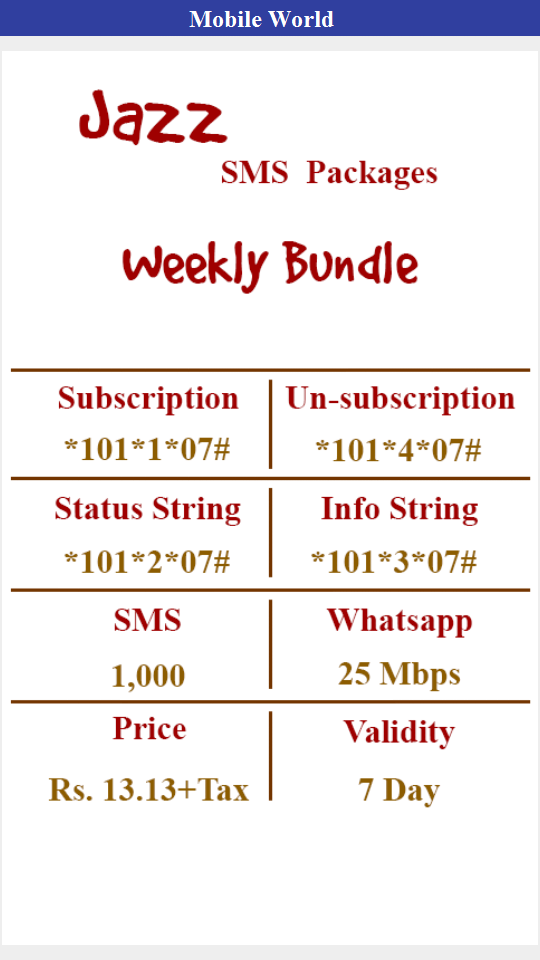 Mobile World
Jazz
SMS Packages
Weekly Bundle
Subscription
Un-subscription
*101*1*07#
*101*4*07#
Status String
Info String
*101*2*07#
*101*3*07#
SMS
Whatsapp
1,000
25 Mbps
Price
Validity
Rs. 13.13+Tax
7 Day